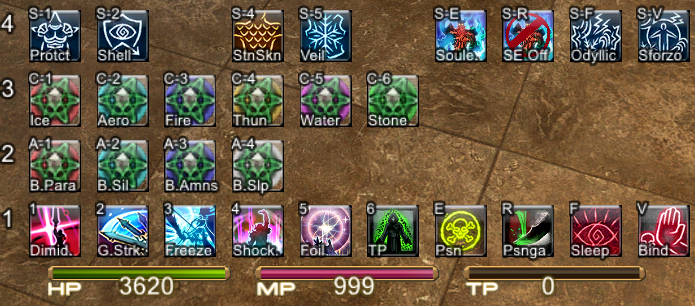 4 S-1 S-2 S-4 S-5 S-E S-R S-F S-V
Protct Shell StnSkn Veil Soulex SE.Off Odyllic Sforzo
3 C-1 C-2 C-3 C-4 C-5 C-6
Ice Aero Fire Thun Water Stone
2 A-1 A-2 A-3 A-4
B.Para B.Sil B.Amns B.Slp
1 1 2 3 4 5 6 E R F V
Dimid. G.Strk. Freeze Shock. Foil TP Psn Psnga Sleep Bind
HP 3620 MP 999 TP 0